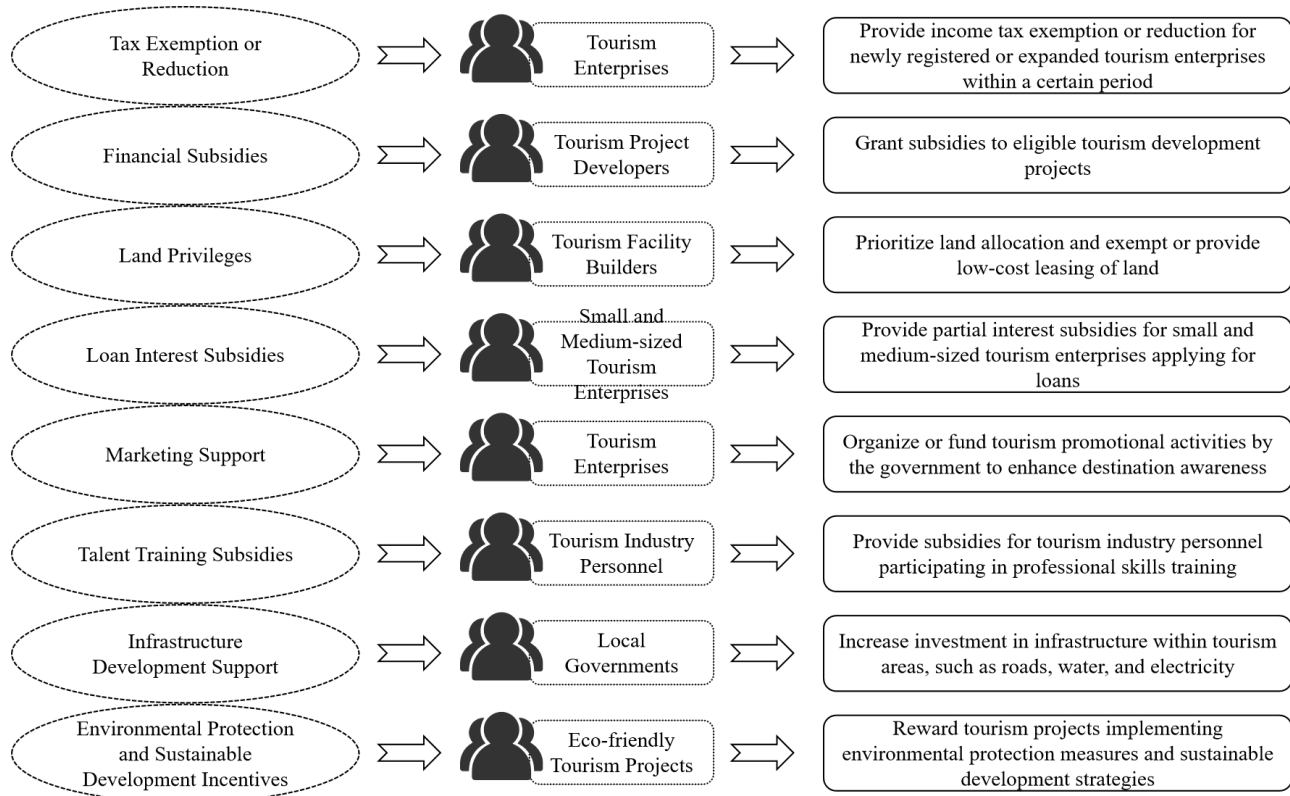 Tax Exemption or
Reduction
Tourism
Enterprises
Provide income tax exemption or reduction for
newly registered or expanded tourism enterprises
within a certain period
Financial Subsidies
Tourism Project
Developers
Grant subsidies to eligible tourism development
projects
Land Privileges
Tourism Facility
Builders
Prioritize land allocation and exempt or provide
low-cost leasing of land
Loan Interest Subsidies
Small and
Medium-sized
Tourism
Enterprises
Provide partial interest subsidies for small and
medium-sized tourism enterprises applying for
loans
Marketing Support
Tourism
Enterprises
Organize or fund tourism promotional activities by
the government to enhance destination awareness
Talent Training Subsidies
Tourism Industry
Personnel
Provide subsidies for tourism industry personnel
participating in professional skills training
Infrastructure
Development Support
Local
Governments
Increase investment in infrastructure within tourism
areas, such as roads, water, and electricity
Environmental Protection
and Sustainable
Development Incentives
Eco-friendly
Tourism Projects
Reward tourism projects implementing
environmental protection measures and sustainable
development strategies